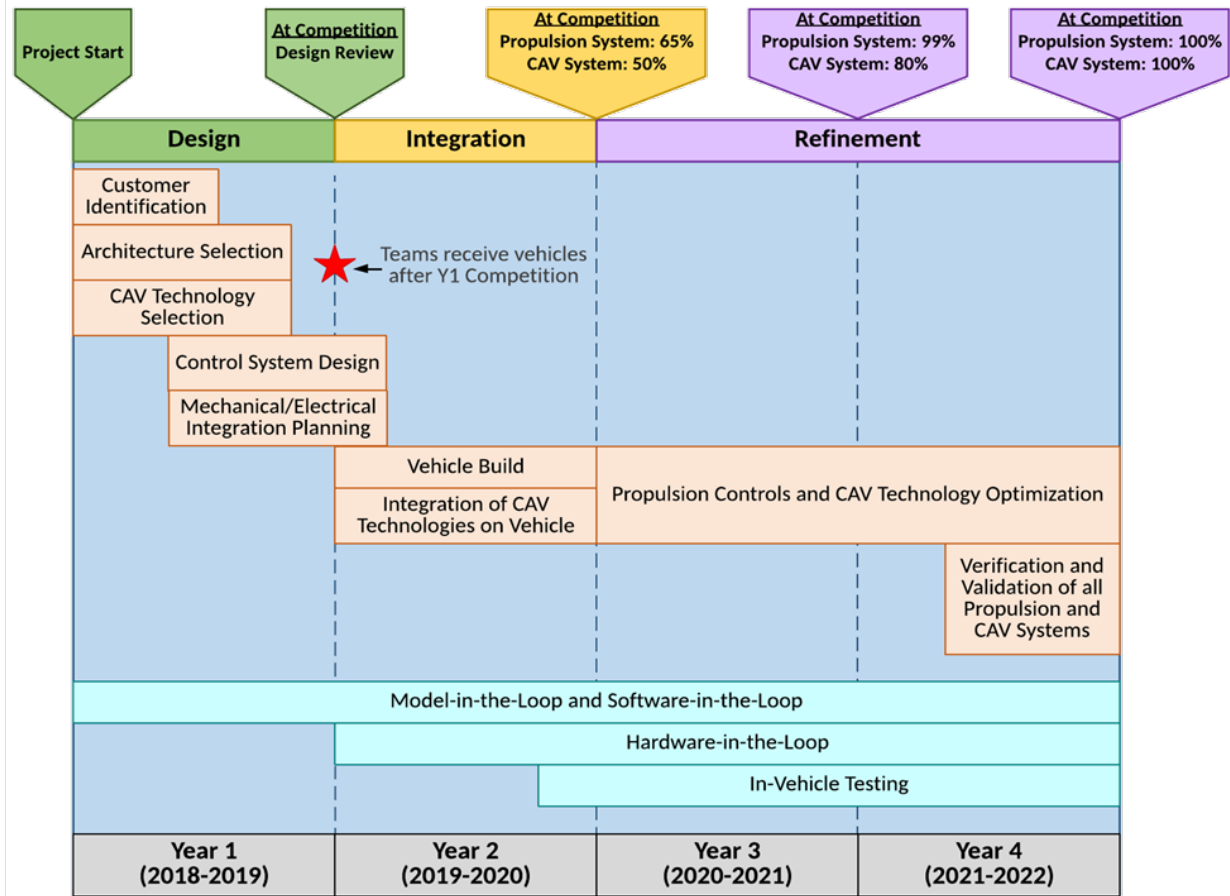 Project Start
At Competition
Design Review
At Competition
Propulsion System: 65%
CAV System: 50%
At Competition
Propulsion System: 99%
CAV System: 80%
At Competition
Propulsion System: 100%
CAV System: 100%
Design
Integration
Refinement
Customer
Identification
Architecture Selection
Teams receive vehicles
after Y1 Competition
CAV Technology
Selection
Control System Design
Mechanical/Electrical
Integration Planning
Vehicle Build
Integration of CAV
Technologies on Vehicle
Propulsion Controls and CAV Technology Optimization
Verification and
Validation of all
Propulsion and
CAV Systems
Model-in-the-Loop and Software-in-the-Loop
Hardware-in-the-Loop
In-Vehicle Testing
Year 1
(2018-2019)
Year 2
(2019-2020)
Year 3
(2020-2021)
Year 4
(2021-2022)